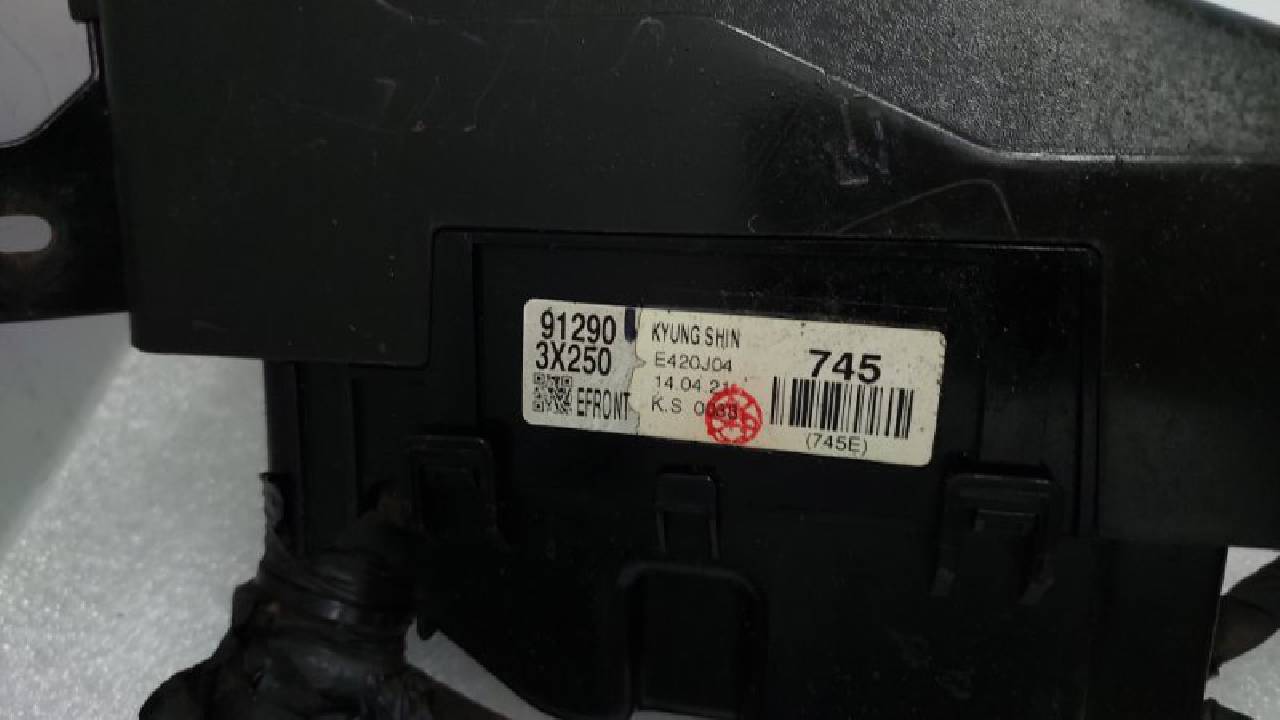 91290
3X250
EFRONT
KYUNG SHIN
E420J04
14.04.21
K.S
745
(745E)